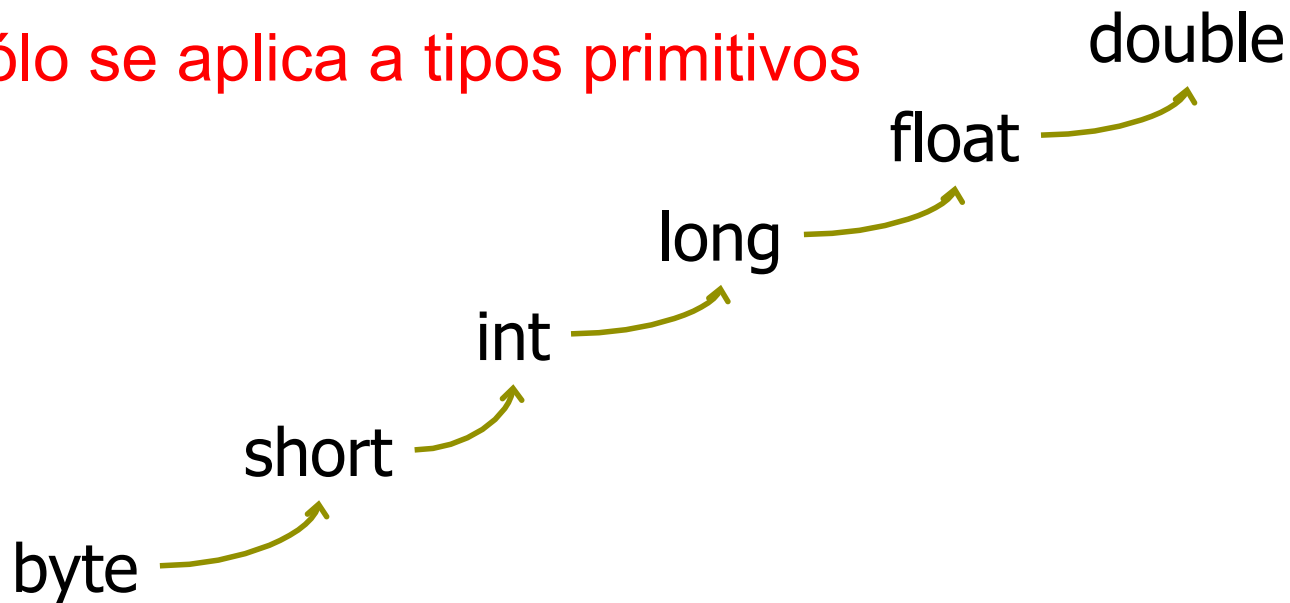 ólo se aplica a tipos primitivos
double
float
long
int
short
byte